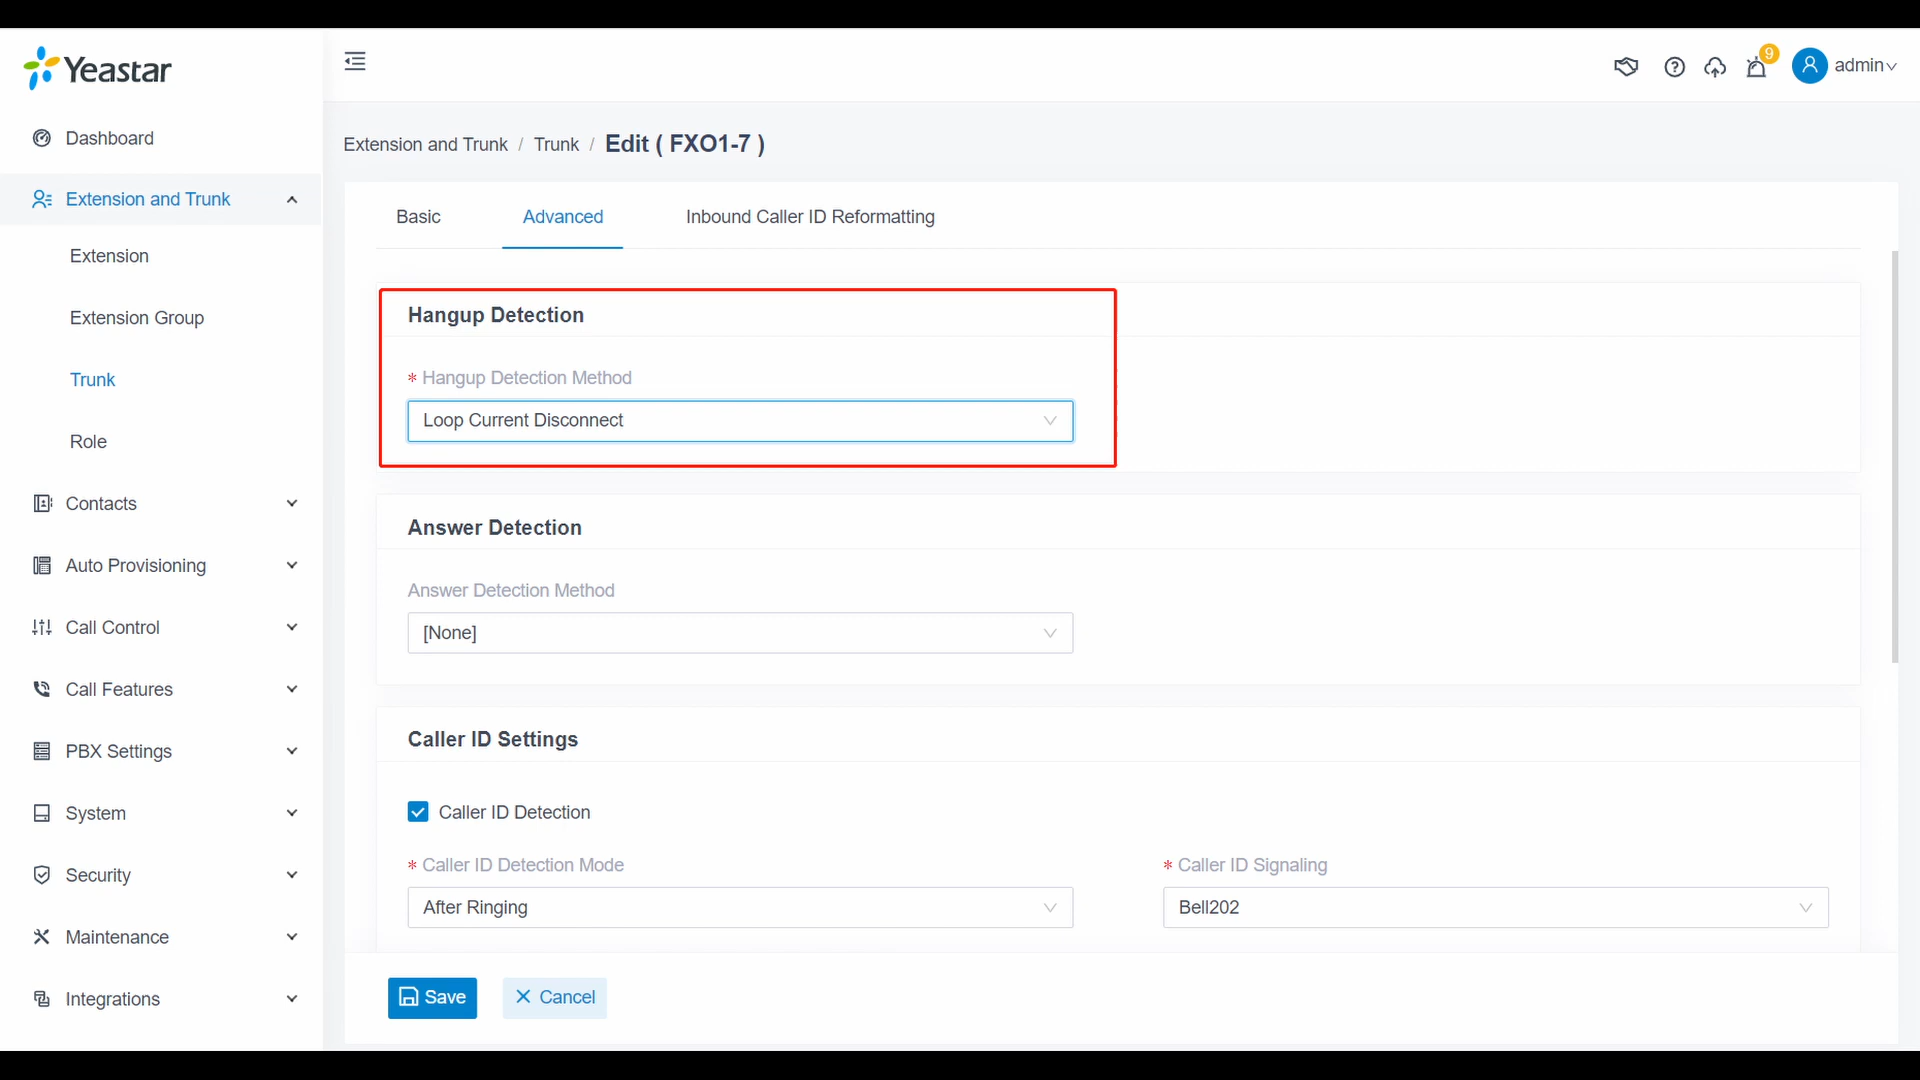 Yeastar
9
admin
Dashboard
Extension and Trunk
Extension
Extension Group
Trunk
Role
Contacts
Auto Provisioning
Call Control
Call Features
PBX Settings
System
Security
Maintenance
Integrations
Extension and Trunk / Trunk / Edit ( FXO1-7 )
Basic Advanced Inbound Caller ID Reformatting
Hangup Detection
* Hangup Detection Method
Loop Current Disconnect
Answer Detection
Answer Detection Method
[None]
Caller ID Settings
Caller ID Detection
* Caller ID Detection Mode
After Ringing
* Caller ID Signaling
Bell202
Save Cancel